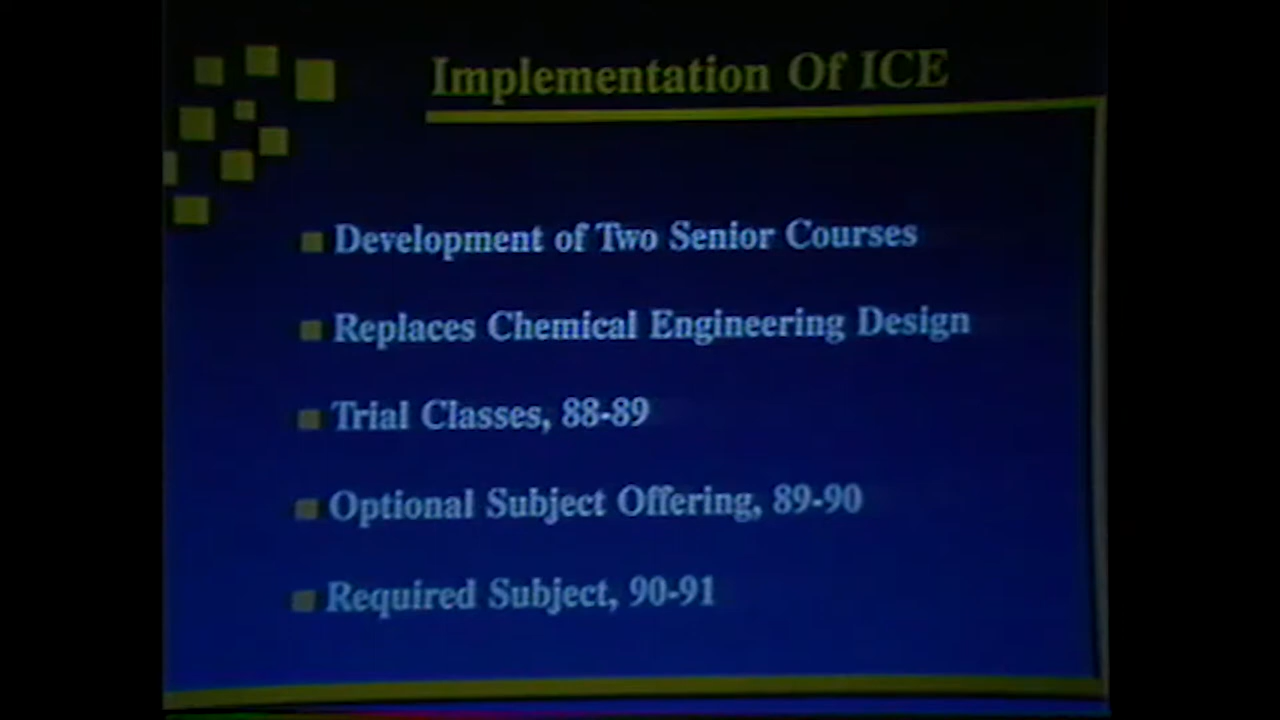 Implementation Of ICE
Development of Two Senior Courses
Replaces Chemical Engineering Design
Trial Classes, 88-89
Optional Subject Offering, 89-90
Required Subject, 90-91